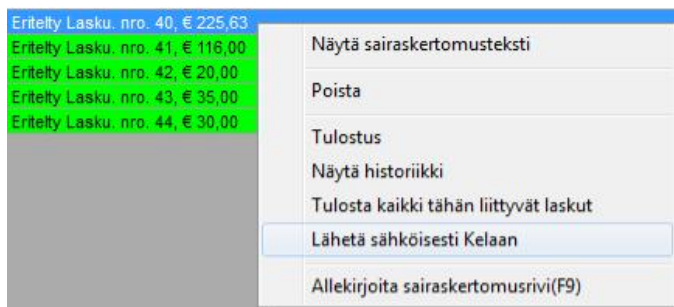 Eritelty Lasku. nro. 40, € 225,63
Eritelty Lasku. nro. 41, € 116,00
Eritelty Lasku. nro. 42, € 20,00
Eritelty Lasku. nro. 43, € 35,00
Eritelty Lasku. nro. 44, € 30,00
Näytä sairaskertomusteksti
Poista
Tulostus
Näytä historiikki
Tulosta kaikki tähän liittyvät laskut
Lähetä sähköisesti Kelaan
Allekirjoita sairaskertomusrivi(F9)